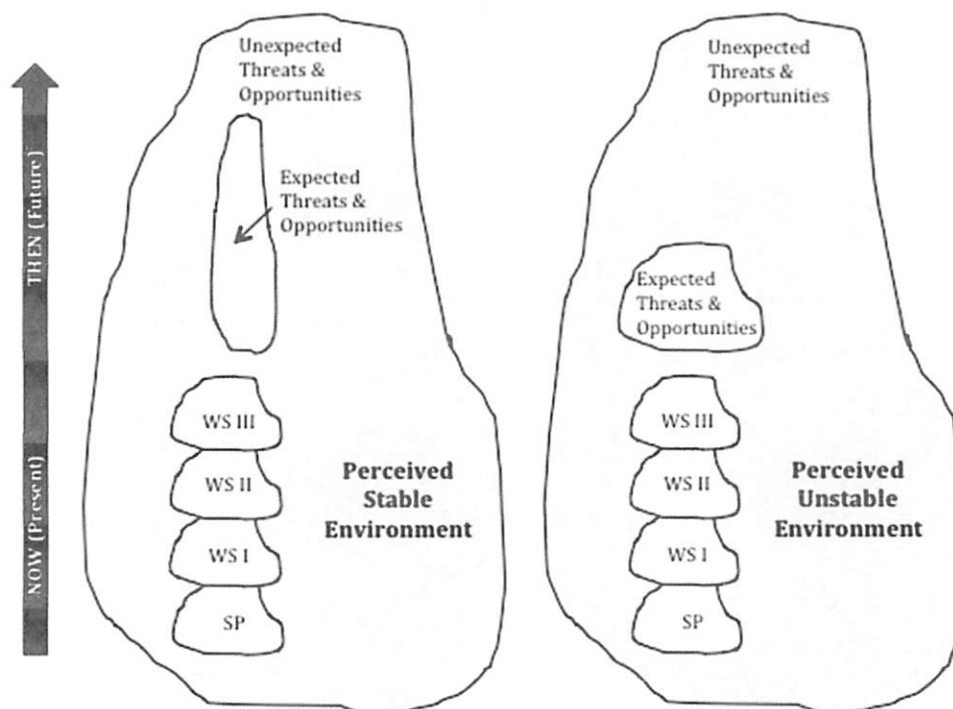 THEN (Future)
NOW (Present)
Unexpected
Threats &
Opportunities
Expected
Threats &
Opportunities
WS III
WS II
WS I
SP
Perceived
Stable
Environment
Unexpected
Threats &
Opportunities
Expected
Threats &
Opportunities
WS III
WS II
WS I
SP
Perceived
Unstable
Environment